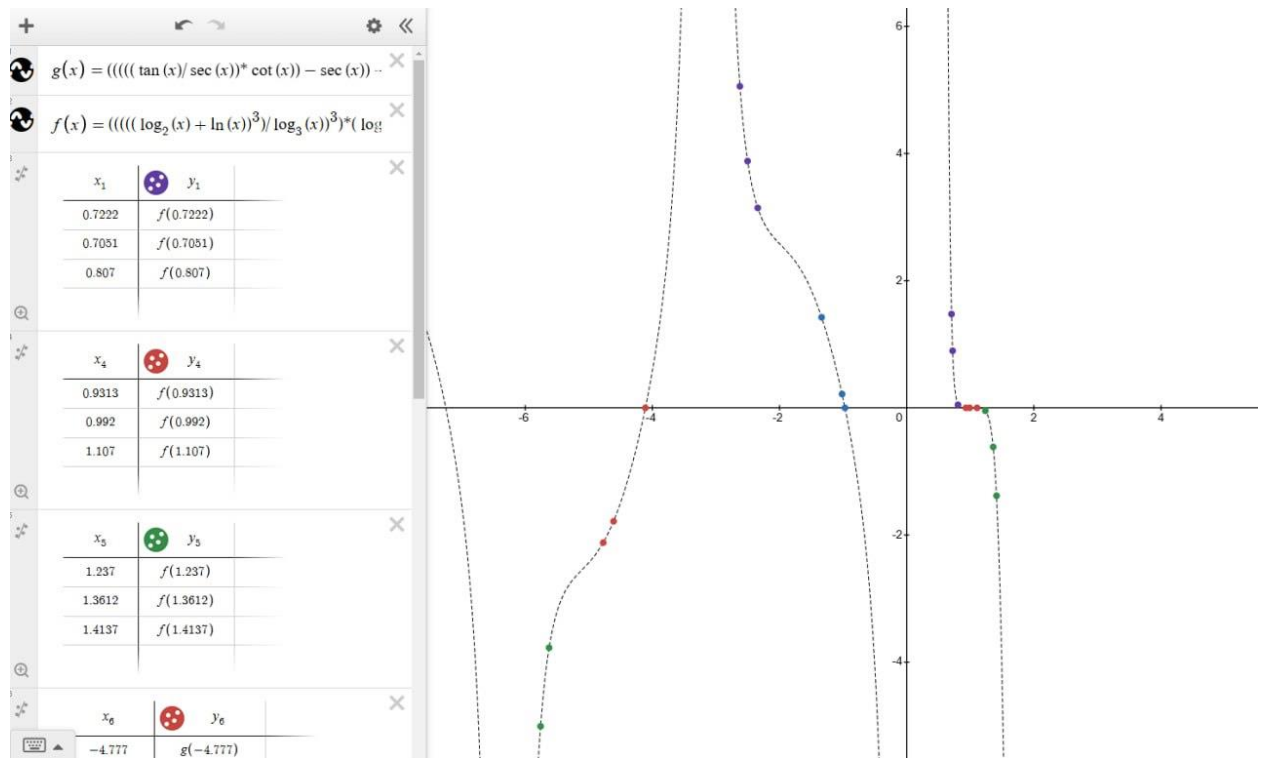 g(x) = (((((tan(x)/sec(x))* cot(x)) − sec(x)) −
f(x) = (((((log₂(x) + ln(x))³)/log₃(x))³)*(log
x₁ y₁
0.7222 f(0.7222)
0.7051 f(0.7051)
0.807 f(0.807)
x₄ y₄
0.9313 f(0.9313)
0.992 f(0.992)
1.107 f(1.107)
x₅ y₅
1.237 f(1.237)
1.3612 f(1.3612)
1.4137 f(1.4137)
x₆ y₆
−4.777 g(−4.777)
6
4
2
-6 -4 -2 0 2 4
-2
-4